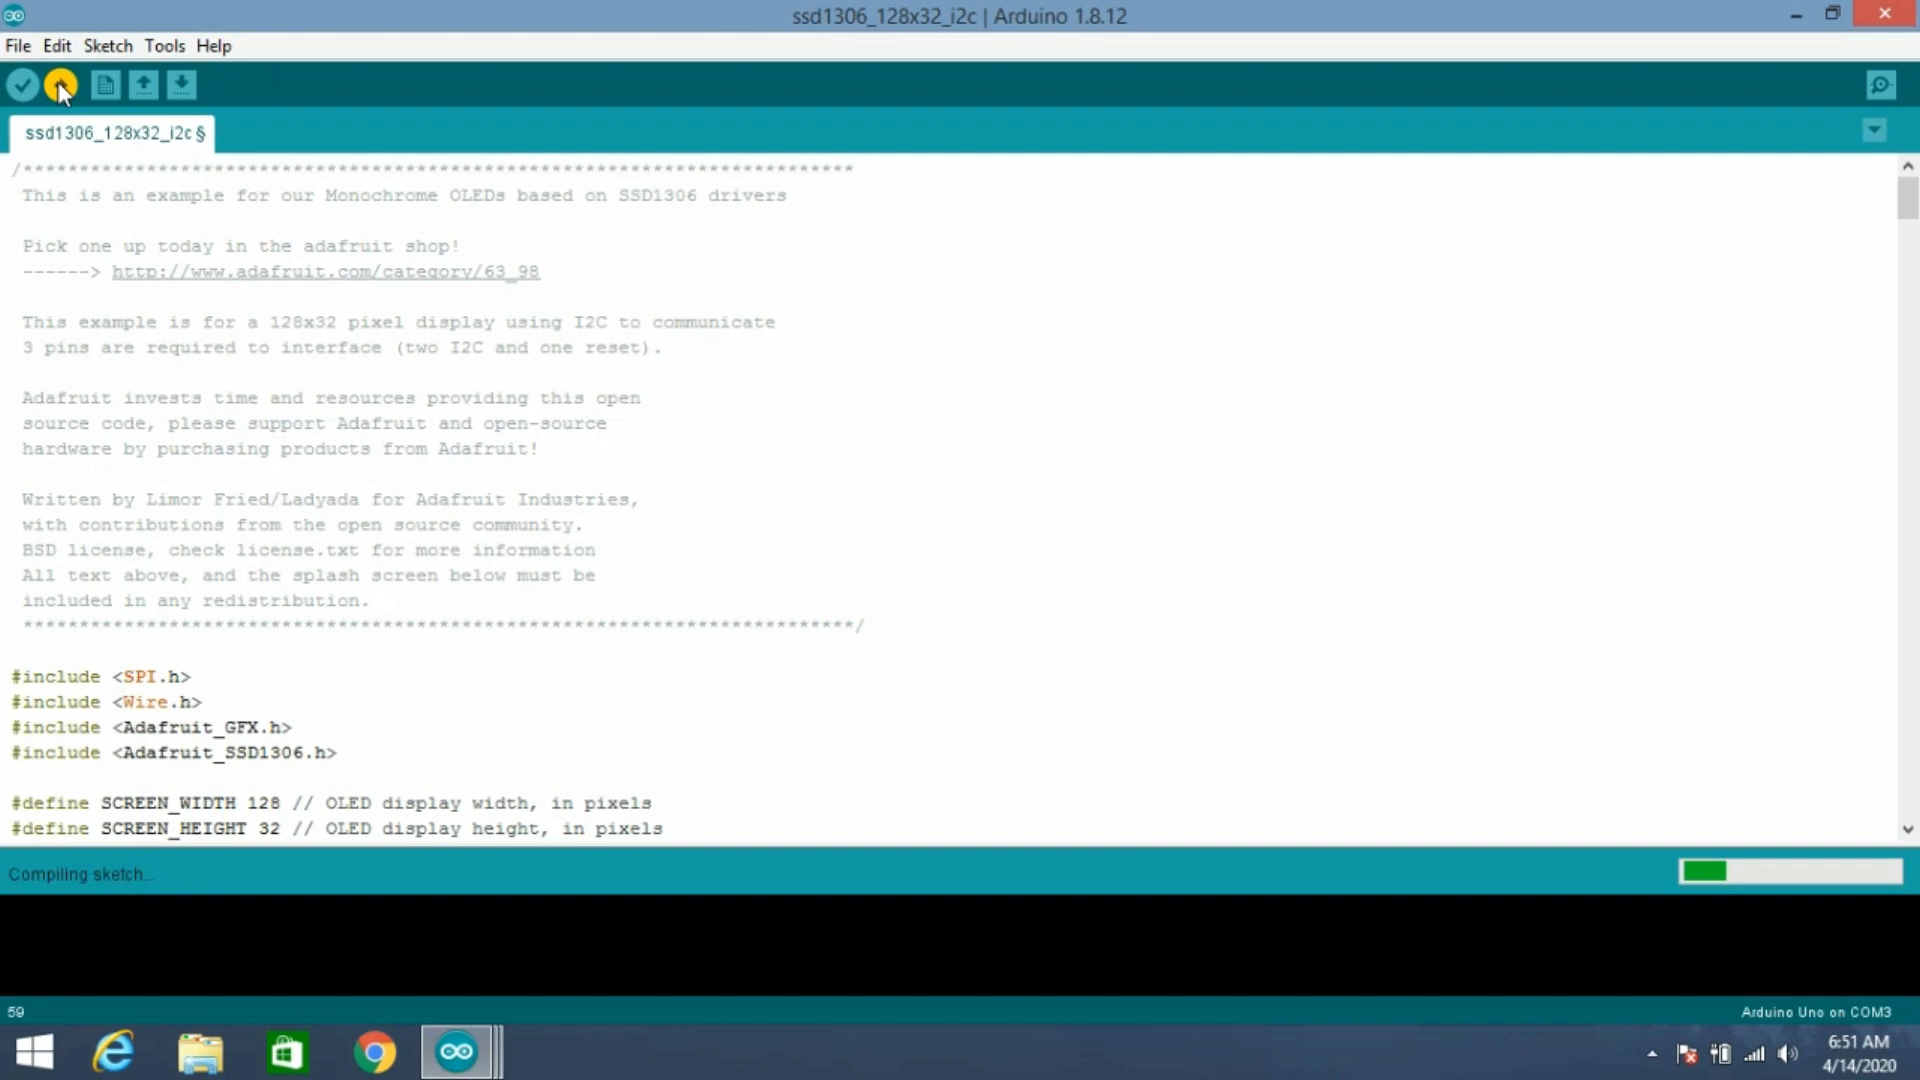 ssd1306_128x32_i2c | Arduino 1.8.12
File Edit Sketch Tools Help
ssd1306_128x32_i2c §
/**************************************************************************
This is an example for our Monochrome OLEDs based on SSD1306 drivers
Pick one up today in the adafruit shop!
------> http://www.adafruit.com/category/63_98
This example is for a 128x32 pixel display using I2C to communicate
3 pins are required to interface (two I2C and one reset).
Adafruit invests time and resources providing this open
source code, please support Adafruit and open-source
hardware by purchasing products from Adafruit!
Written by Limor Fried/Ladyada for Adafruit Industries,
with contributions from the open source community.
BSD license, check license.txt for more information
All text above, and the splash screen below must be
included in any redistribution.
**************************************************************************/
#include <SPI.h>
#include <Wire.h>
#include <Adafruit_GFX.h>
#include <Adafruit_SSD1306.h>
#define SCREEN_WIDTH 128 // OLED display width, in pixels
#define SCREEN_HEIGHT 32 // OLED display height, in pixels
Compiling sketch...
59
Arduino Uno on COM3
6:51 AM
4/14/2020